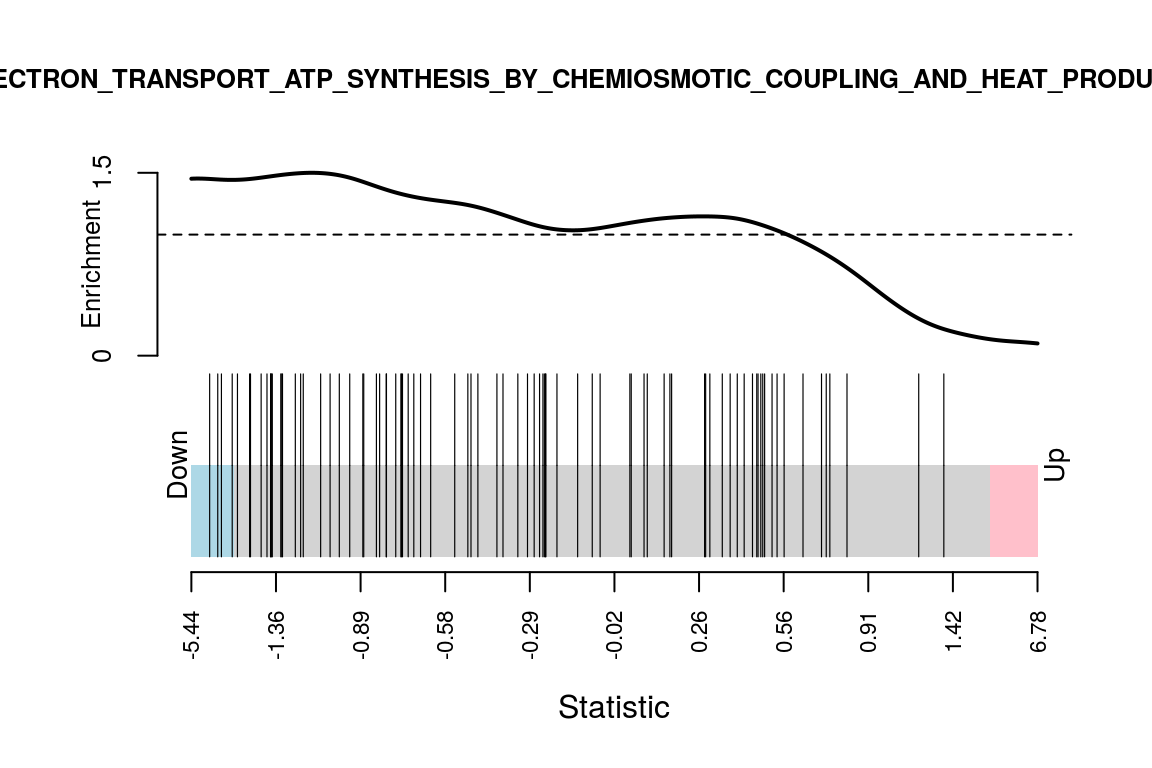 ECTRON_TRANSPORT_ATP_SYNTHESIS_BY_CHEMIOSMOTIC_COUPLING_AND_HEAT_PRODU
Enrichment
1.5
0
Down
Up
-5.44
-1.36
-0.89
-0.58
-0.29
-0.02
0.26
0.56
0.91
1.42
6.78
Statistic